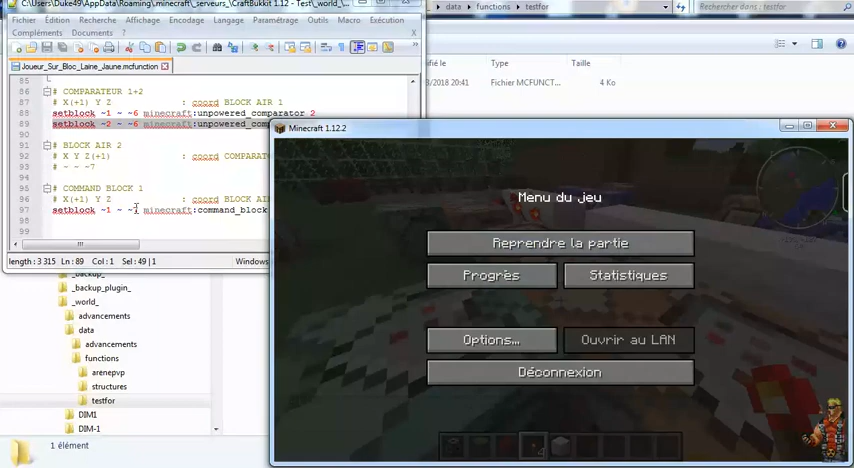 C:\Users\Duke49\AppData\Roaming\minecraft\_serveurs_\CraftBukkit 1.12 - Test\_world_\
Fichier Édition Recherche Affichage Encodage Langage Paramétrage Outils Macro Exécution
Compléments Documents ? X
Joueur_Sur_Bloc_Laine_Jaune.mcfunction
85
86 # COMPARATEUR 1+2
87 # X(+1) Y Z : coord BLOCK AIR 1
88 setblock ~1 ~ ~6 minecraft:unpowered_comparator 2
89 setblock ~2 ~ ~6 minecraft:unpowered_comp
90
91 # BLOCK AIR 2
92 # X Y Z(+1) : coord COMPARAT
93 # ~ ~ ~7
94
95 # COMMAND BLOCK 1
96 # X(+1) Y Z : coord BLOCK AIR
97 setblock ~1 ~ ~7 minecraft:command_block
98
99
length : 3 315 Ln : 89 Col : 1 Sel : 49 | 1 Windows
data ▸ functions ▸ testfor
Rechercher dans : testfor
modifié le Type Taille
/03/2018 20:41 Fichier MCFUNCT... 4 Ko
_backup_
_backup_plugin_
_world_
advancements
data
advancements
functions
arenepvp
structures
testfor
DIM1
DIM-1
1 élément
Minecraft 1.12.2
Menu du jeu
Reprendre la partie
Progrès Statistiques
Options... Ouvrir au LAN
Déconnexion